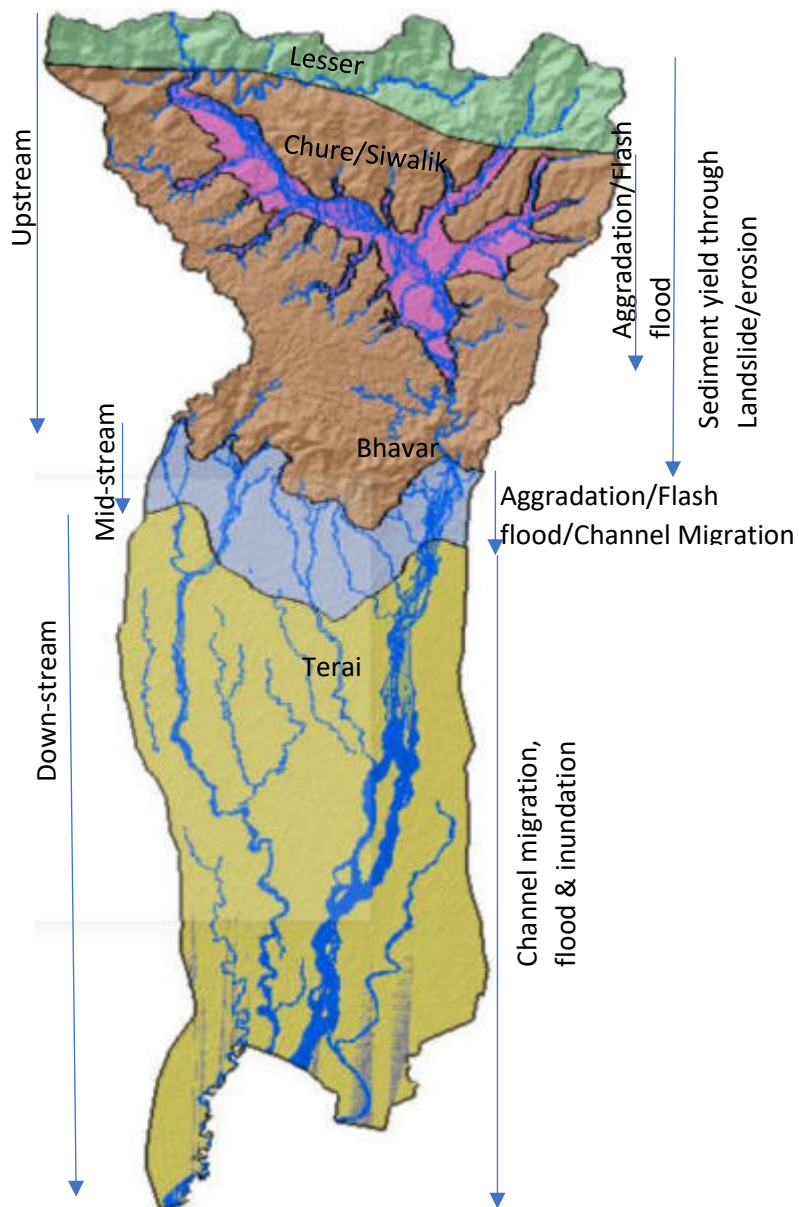 Lesser
Chure/Siwalik
Upstream
Aggradation/Flash
flood
Sediment yield through
Landslide/erosion
Bhavar
Mid-stream
Aggradation/Flash
flood/Channel Migration
Terai
Down-stream
Channel migration,
flood & inundation